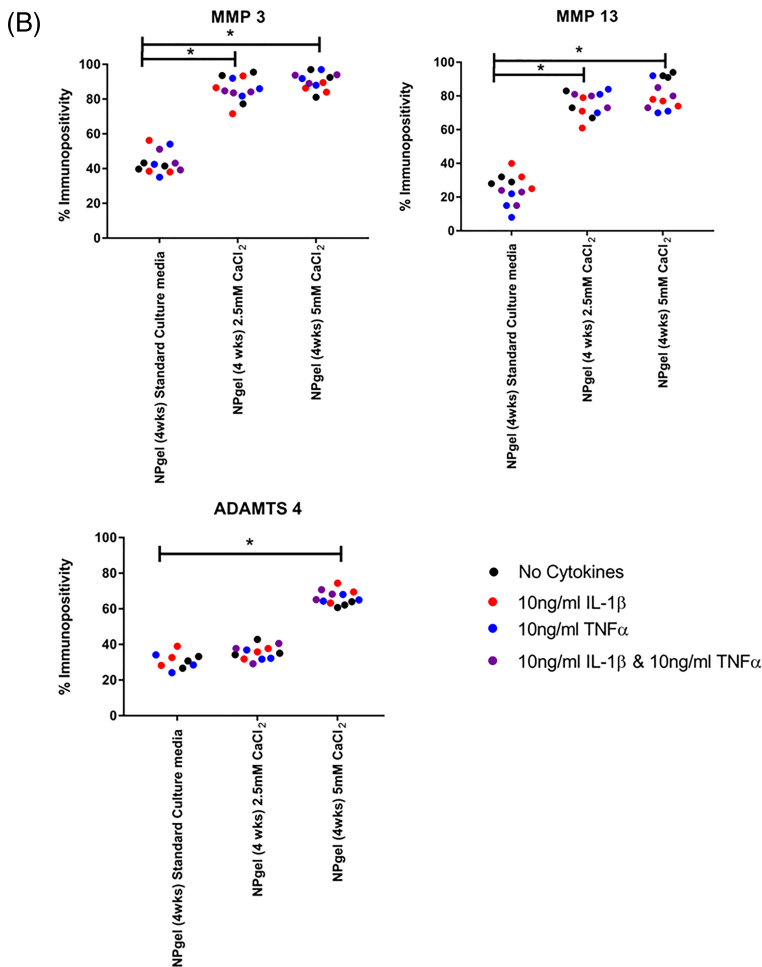 (B)
MMP 3
*
*
% Immunopositivity
100
80
60
40
20
0
NPgel (4wks) Standard Culture media
NPgel (4 wks) 2.5mM CaCl2
NPgel (4wks) 5mM CaCl2
MMP 13
*
*
% Immunopositivity
100
80
60
40
20
0
NPgel (4wks) Standard Culture media
NPgel (4 wks) 2.5mM CaCl2
NPgel (4wks) 5mM CaCl2
ADAMTS 4
*
% Immunopositivity
100
80
60
40
20
0
NPgel (4wks) Standard Culture media
NPgel (4 wks) 2.5mM CaCl2
NPgel (4wks) 5mM CaCl2
No Cytokines
10ng/ml IL-1β
10ng/ml TNFα
10ng/ml IL-1β & 10ng/ml TNFα